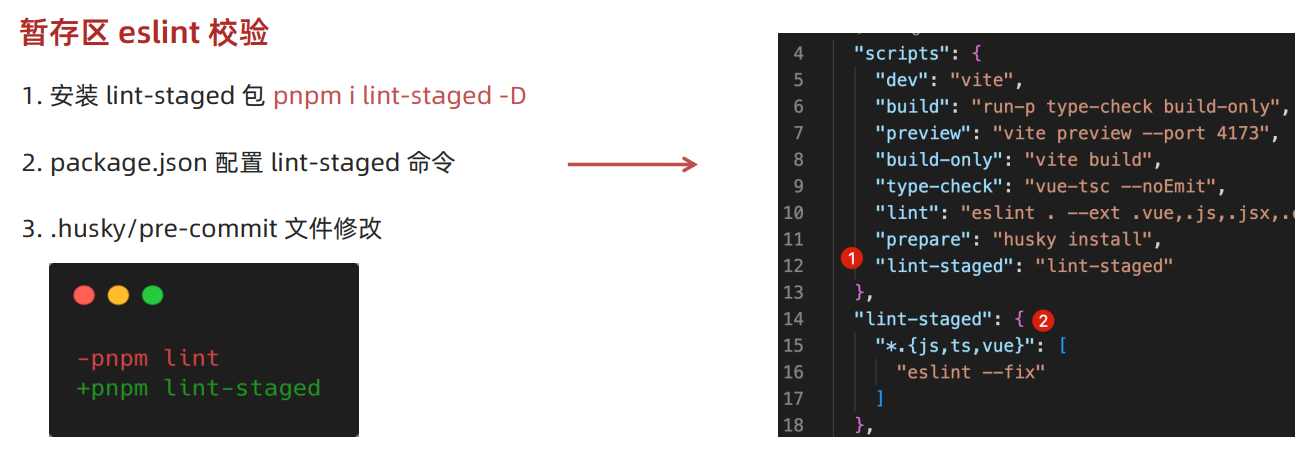 暂存区 eslint 校验
1. 安装 lint-staged 包 pnpm i lint-staged -D
2. package.json 配置 lint-staged 命令
3. .husky/pre-commit 文件修改
-pnpm lint
+pnpm lint-staged
4 "scripts": {
5 "dev": "vite",
6 "build": "run-p type-check build-only",
7 "preview": "vite preview --port 4173",
8 "build-only": "vite build",
9 "type-check": "vue-tsc --noEmit",
10 "lint": "eslint . --ext .vue,.js,.jsx,.
11 "prepare": "husky install",
12 1 "lint-staged": "lint-staged"
13 },
14 "lint-staged": { 2
15 "*.{js,ts,vue}": [
16 "eslint --fix"
17 ]
18 },